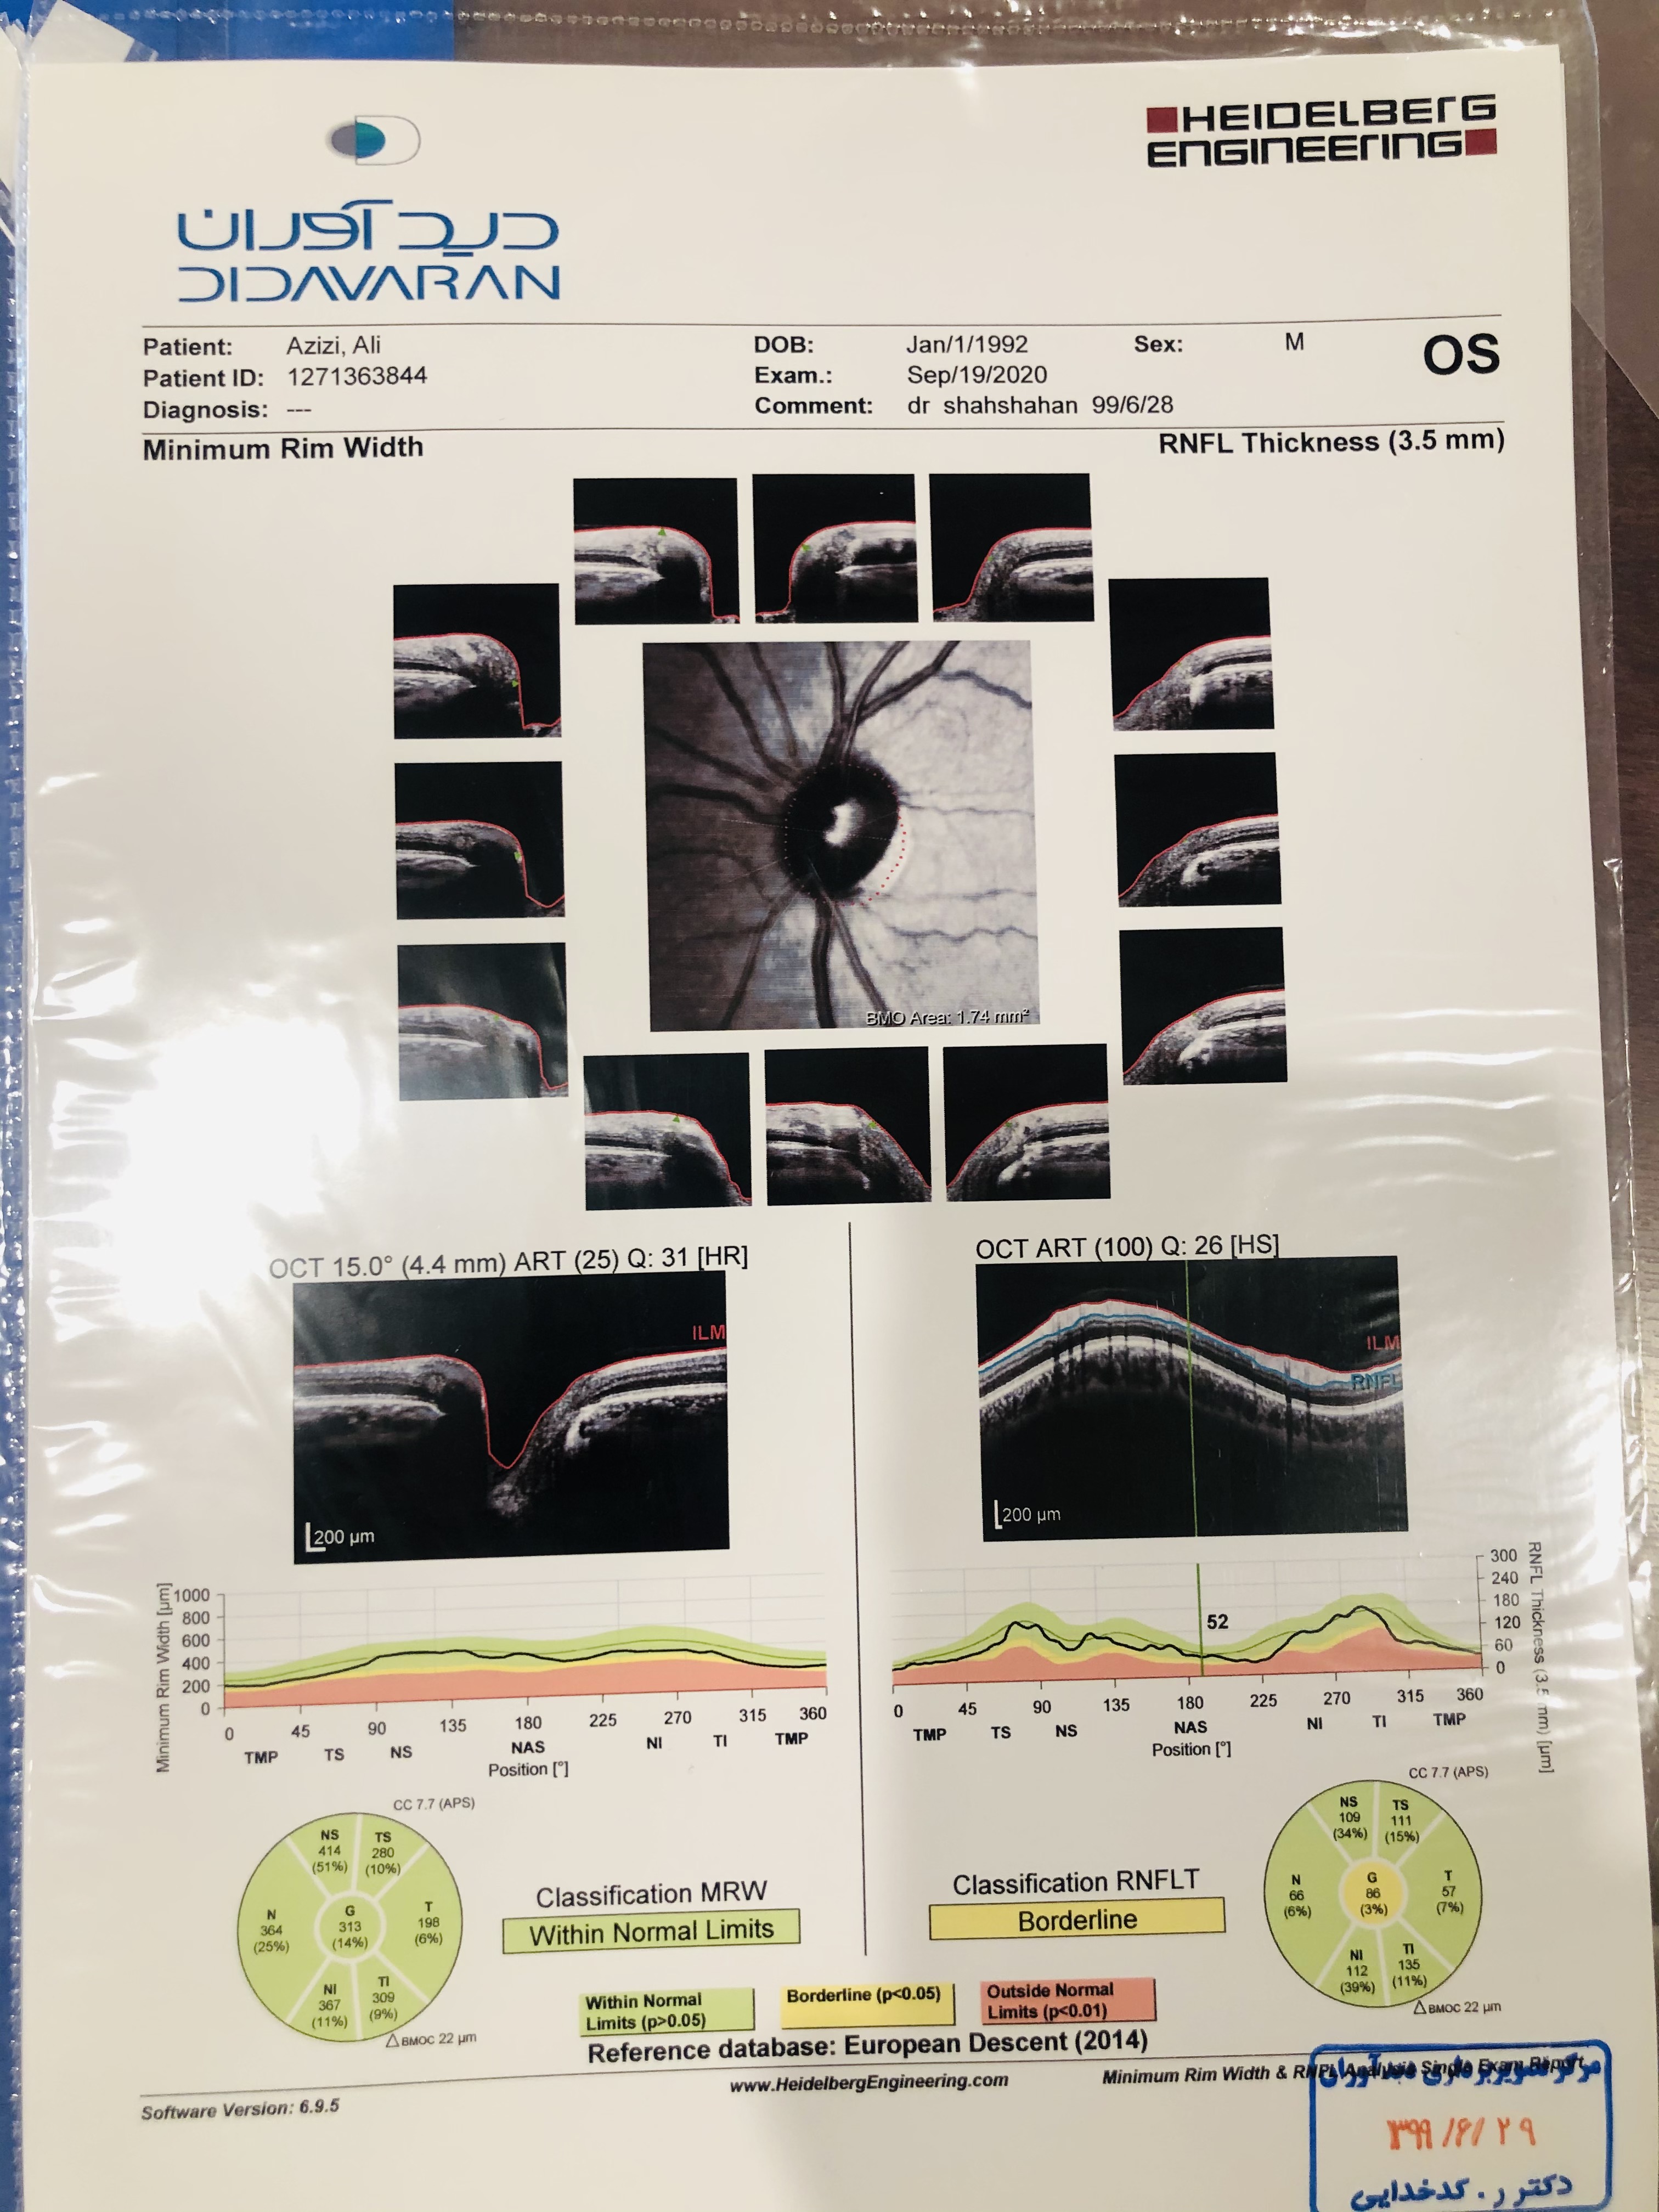 HEIDELBERG
ENGINEERING
دیدآوران
DIDAVARAN
Patient: Azizi, Ali
Patient ID: 1271363844
Diagnosis: ---
DOB: Jan/1/1992 Sex: M
Exam.: Sep/19/2020
Comment: dr shahshahan 99/6/28
OS
Minimum Rim Width
RNFL Thickness (3.5 mm)
BMO Area: 1.74 mm²
OCT 15.0° (4.4 mm) ART (25) Q: 31 [HR]
ILM
200 µm
OCT ART (100) Q: 26 [HS]
ILM
RNFL
200 µm
Minimum Rim Width [µm]
1000
800
600
400
200
0
0 45 90 135 180 225 270 315 360
TMP TS NS NAS NI TI TMP
Position [°]
52
300
240
180
120
60
0
RNFL Thickness (3.5 mm) [µm]
0 45 90 135 180 225 270 315 360
TMP TS NS NAS NI TI TMP
Position [°]
CC 7.7 (APS)
NS
414
(51%)
TS
280
(10%)
N
364
(25%)
G
313
(14%)
T
198
(6%)
NI
367
(11%)
TI
309
(9%)
Δ BMOC 22 µm
Classification MRW
Within Normal Limits
Classification RNFLT
Borderline
CC 7.7 (APS)
NS
109
(34%)
TS
111
(15%)
N
66
(6%)
G
86
(3%)
T
57
(7%)
NI
112
(39%)
TI
135
(11%)
Δ BMOC 22 µm
Within Normal
Limits (p>0.05)
Borderline (p<0.05)
Outside Normal
Limits (p<0.01)
Reference database: European Descent (2014)
Software Version: 6.9.5
www.HeidelbergEngineering.com
Minimum Rim Width & RNFL Analysis Single Exam Report
مرکز تصویربرداری دیدآوران
۱۳۹۹/۶/۲۹
دکتر ر. کدخدایی